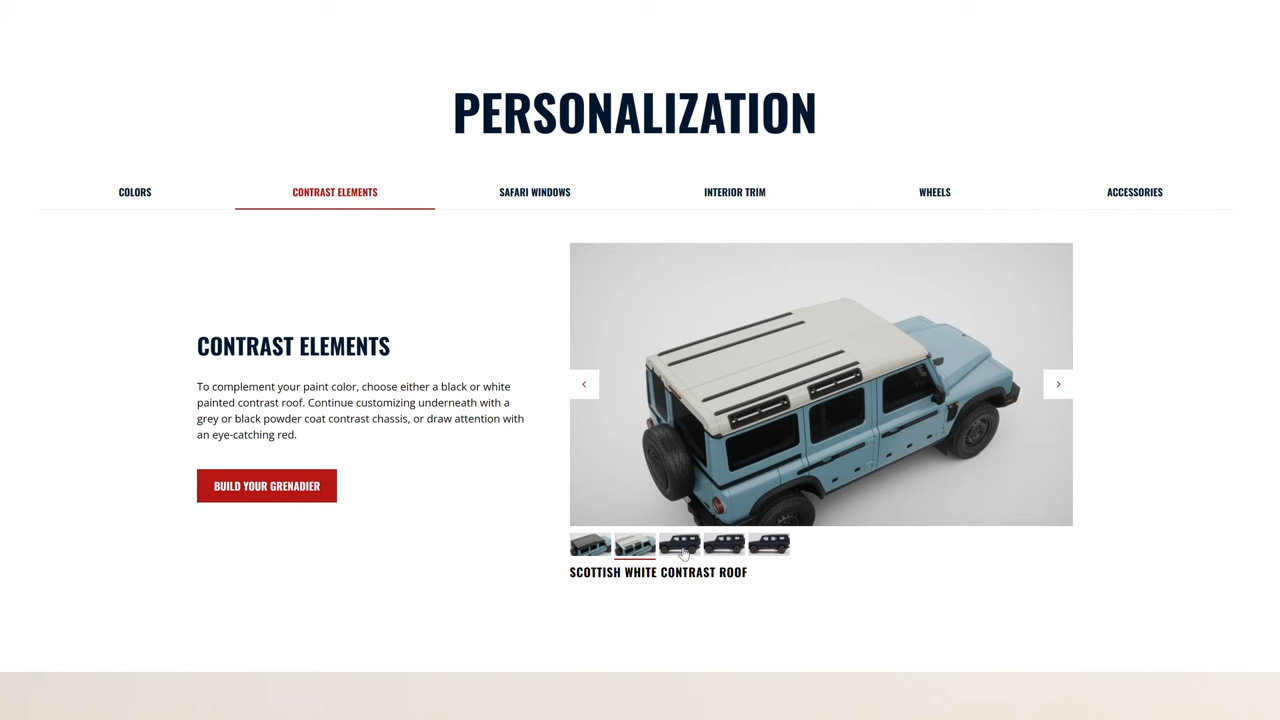 PERSONALIZATION
COLORS
CONTRAST ELEMENTS
SAFARI WINDOWS
INTERIOR TRIM
WHEELS
ACCESSORIES
CONTRAST ELEMENTS
To complement your paint color, choose either a black or white
painted contrast roof. Continue customizing underneath with a
grey or black powder coat contrast chassis, or draw attention with
an eye-catching red.
BUILD YOUR GRENADIER
SCOTTISH WHITE CONTRAST ROOF